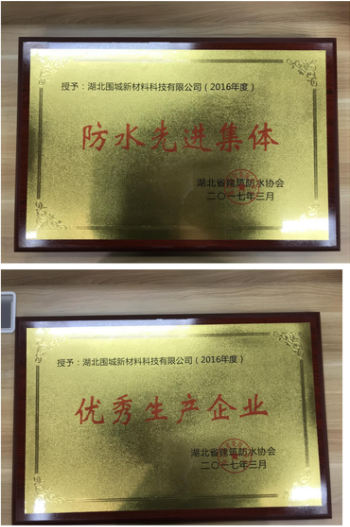 授予：湖北围城新材料科技有限公司（2016年度）
防水先进集体
湖北省建筑防水协会
二〇一七年三月
授予：湖北围城新材料科技有限公司（2016年度）
优秀生产企业
湖北省建筑防水协会
二〇一七年三月